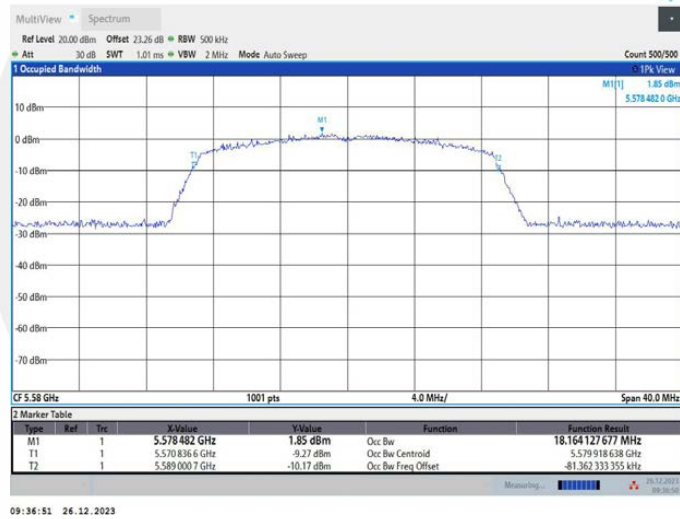 MultiView Spectrum
Ref Level 20.00 dBm Offset 23.26 dB RBW 500 kHz
Att 30 dB SWT 1.01 ms VBW 2 MHz Mode Auto Sweep Count 500/500
1 Occupied Bandwidth 1Pk View
M1[1] 1.85 dBm
5.578 482 0 GHz
10 dBm
M1
0 dBm
T1
T2
-10 dBm
-20 dBm
-30 dBm
-40 dBm
-50 dBm
-60 dBm
-70 dBm
CF 5.58 GHz 1001 pts 4.0 MHz/ Span 40.0 MHz
2 Marker Table
Type Ref Trc X-Value Y-Value Function Function Result
M1 1 5.578 482 GHz 1.85 dBm Occ Bw 18.164 127 677 MHz
T1 1 5.570 836 6 GHz -9.27 dBm Occ Bw Centroid 5.579 918 638 GHz
T2 1 5.589 000 7 GHz -10.17 dBm Occ Bw Freq Offset -81.362 333 355 kHz
Measuring... 26.12.2023
09:36:50
09:36:51 26.12.2023